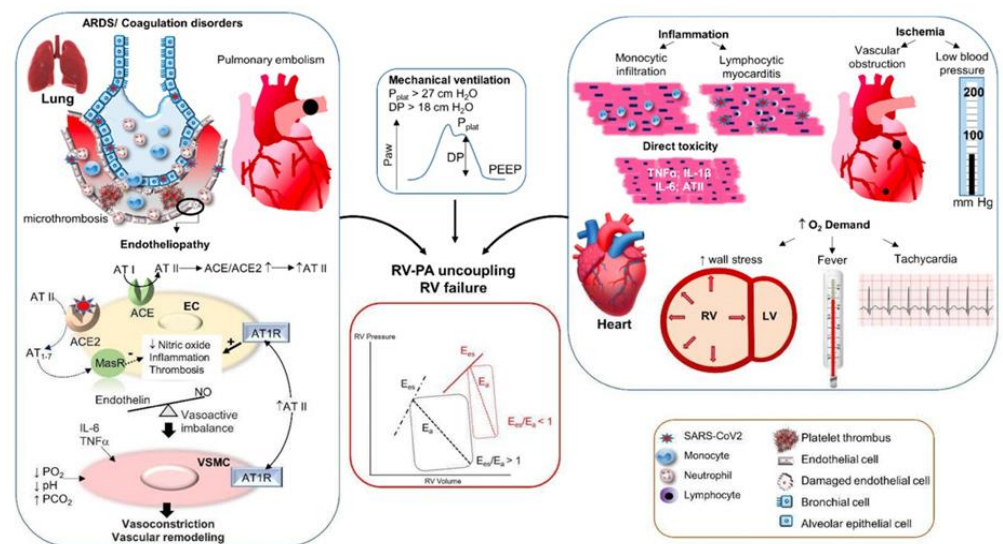 ARDS/ Coagulation disorders
Lung
Pulmonary embolism
microthrombosis
Endotheliopathy
AT I
AT II
ACE/ACE2 ↑
↑AT II
ACE
EC
AT II
ACE2
AT1R
AT1-7
MasR
-
+
↓ Nitric oxide
Inflammation
Thrombosis
Endothelin
NO
Vasoactive
imbalance
↑AT II
IL-6
TNFα
VSMC
AT1R
↓ PO2
↓ pH
↑ PCO2
Vasoconstriction
Vascular remodeling
Mechanical ventilation
Pplat > 27 cm H2O
DP > 18 cm H2O
Pplat
Paw
DP
PEEP
RV-PA uncoupling
RV failure
RV Pressure
Ees
Ea
Ees
Ea
Ees/Ea < 1
Ees/Ea > 1
RV Volume
Inflammation
Monocytic
infiltration
Lymphocytic
myocarditis
Direct toxicity
TNFα; IL-1β
IL-6; ATII
Ischemia
Vascular
obstruction
Low blood
pressure
200
100
0
mm Hg
Heart
↑ O2 Demand
↑ wall stress
RV
LV
Fever
Tachycardia
SARS-CoV2
Monocyte
Neutrophil
Lymphocyte
Platelet thrombus
Endothelial cell
Damaged endothelial cell
Bronchial cell
Alveolar epithelial cell